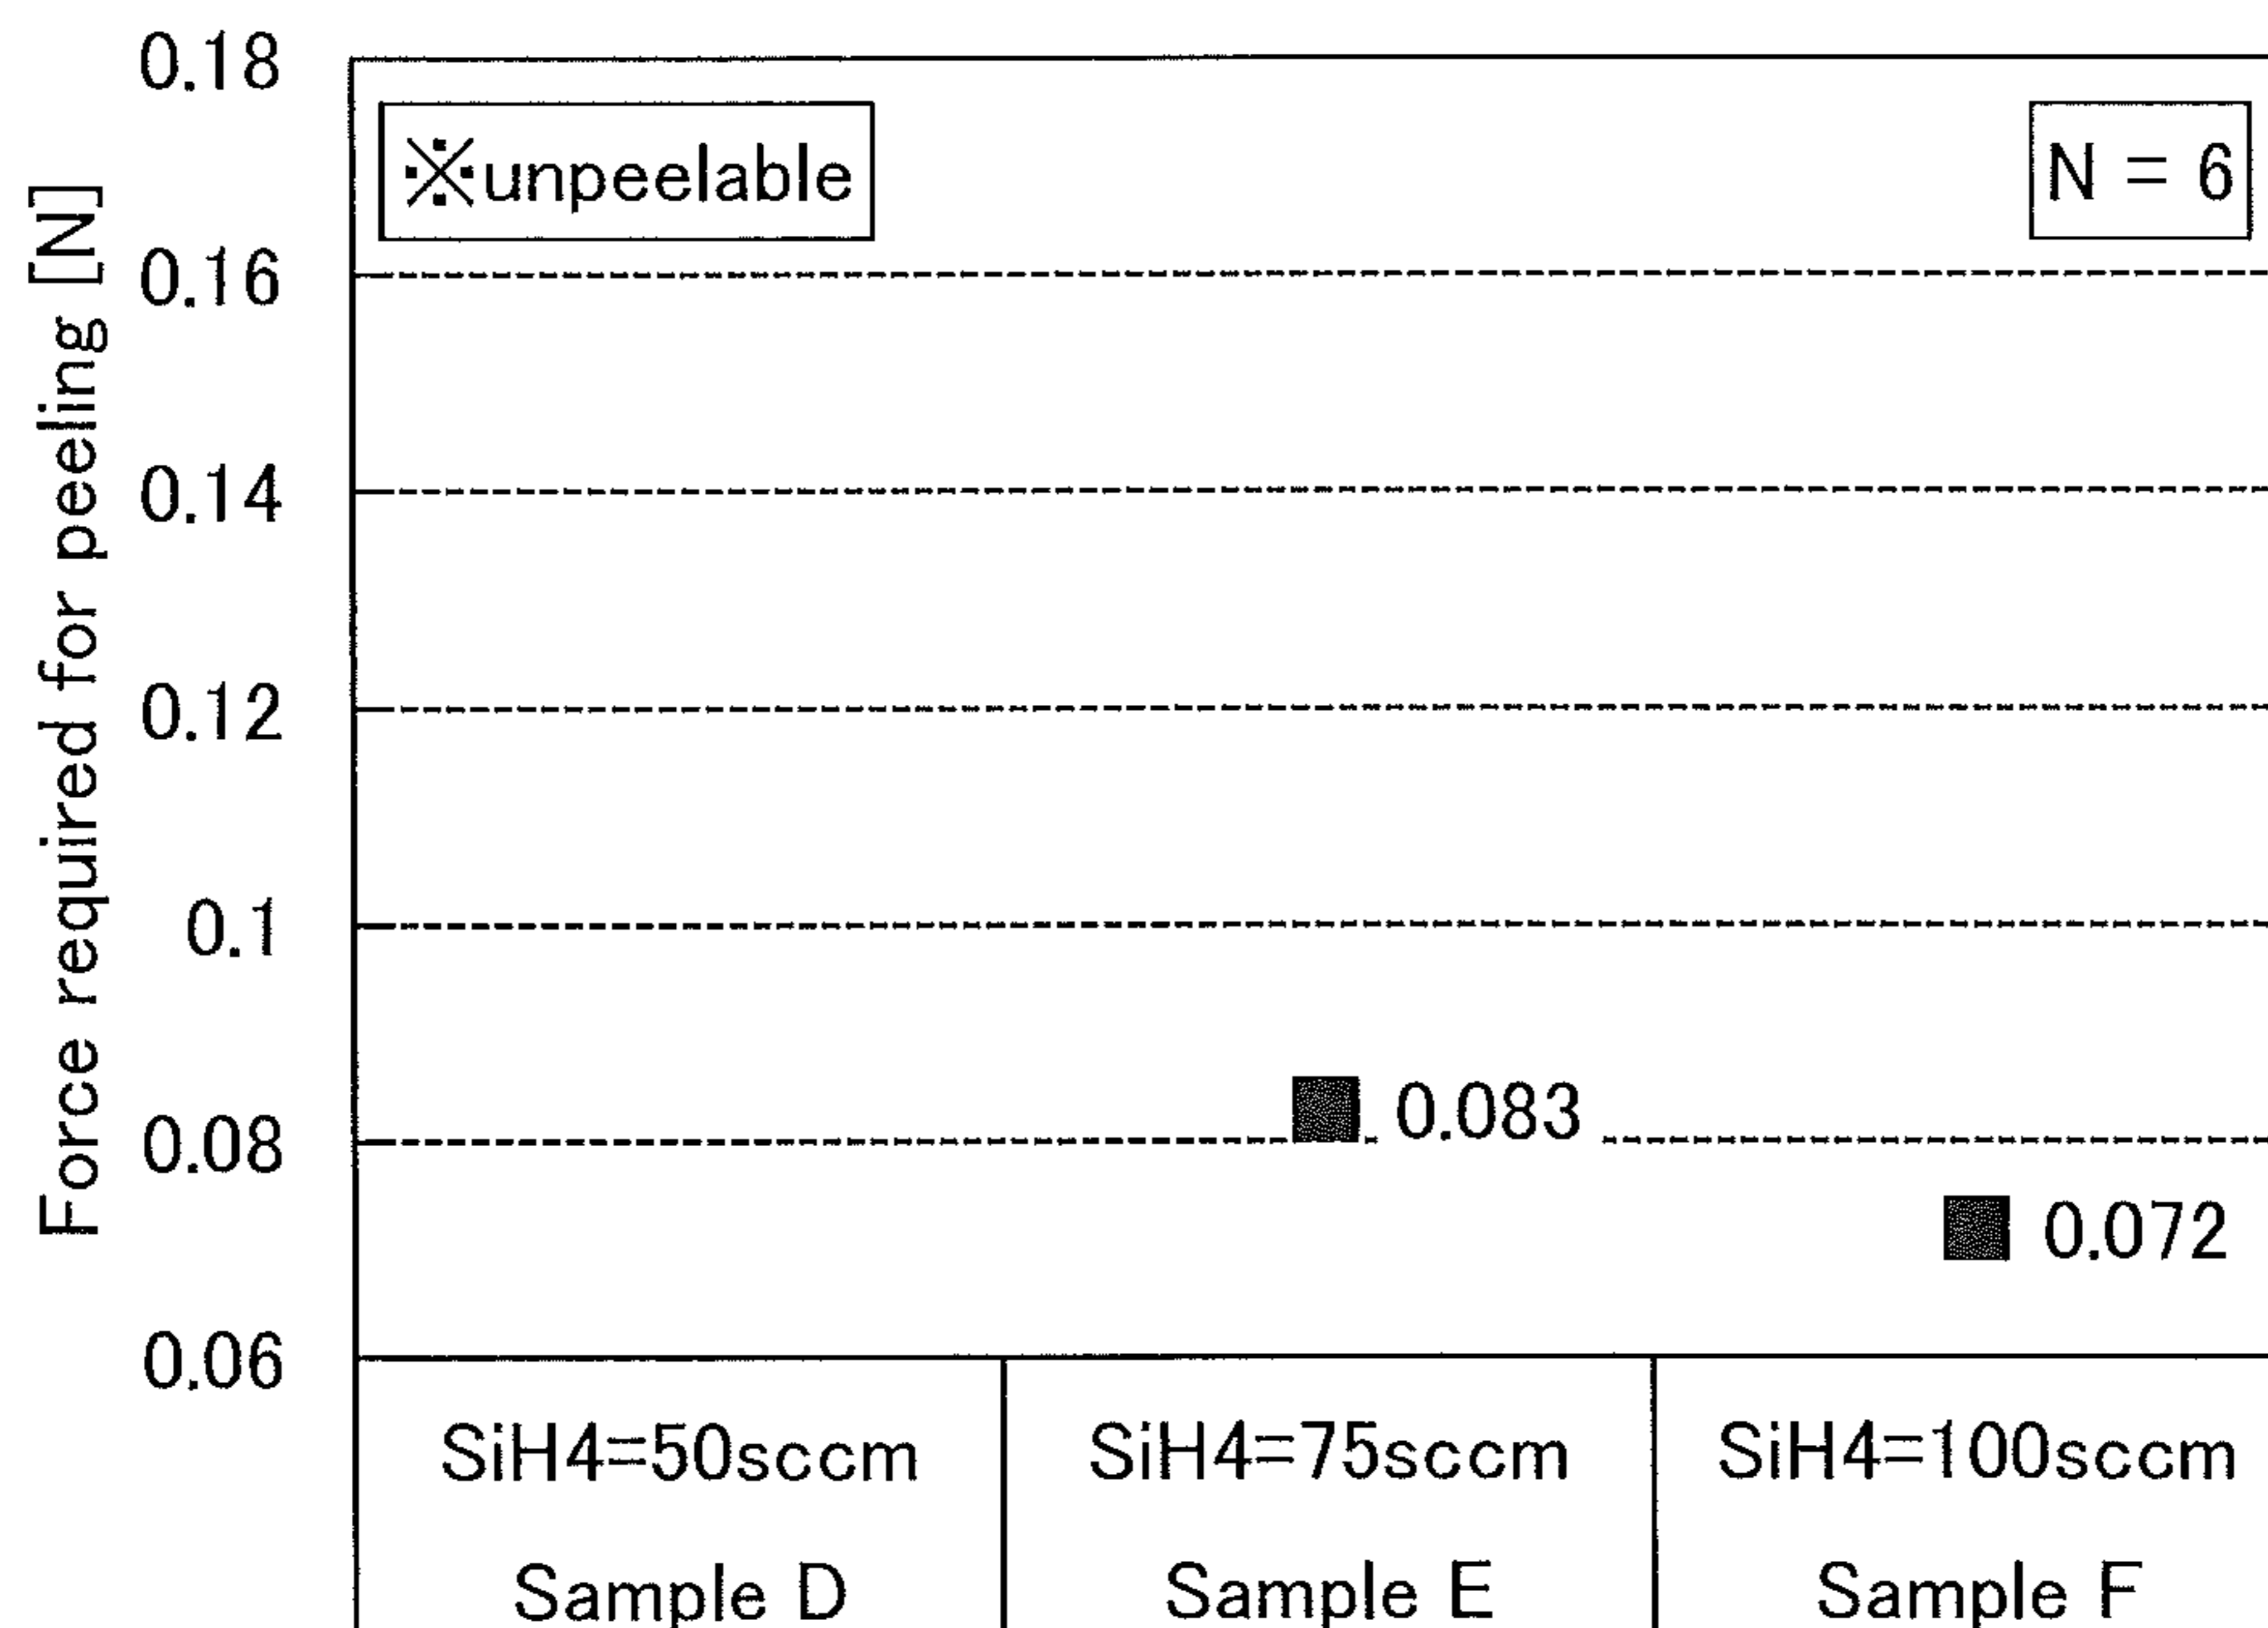 Force required for peeling [N]
0.18
0.16
0.14
0.12
0.1
0.08
0.06
※unpeelable
N = 6
0.083
0.072
SiH4=50sccm
SiH4=75sccm
SiH4=100sccm
Sample D
Sample E
Sample F